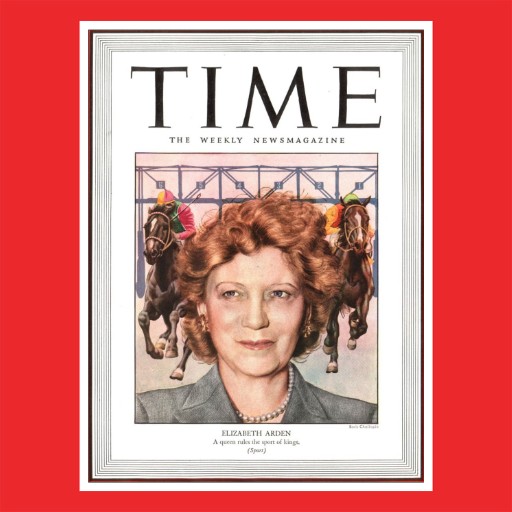 TIME
THE WEEKLY NEWSMAGAZINE
ELIZABETH ARDEN
A queen rules the sport of kings.
(Sport)